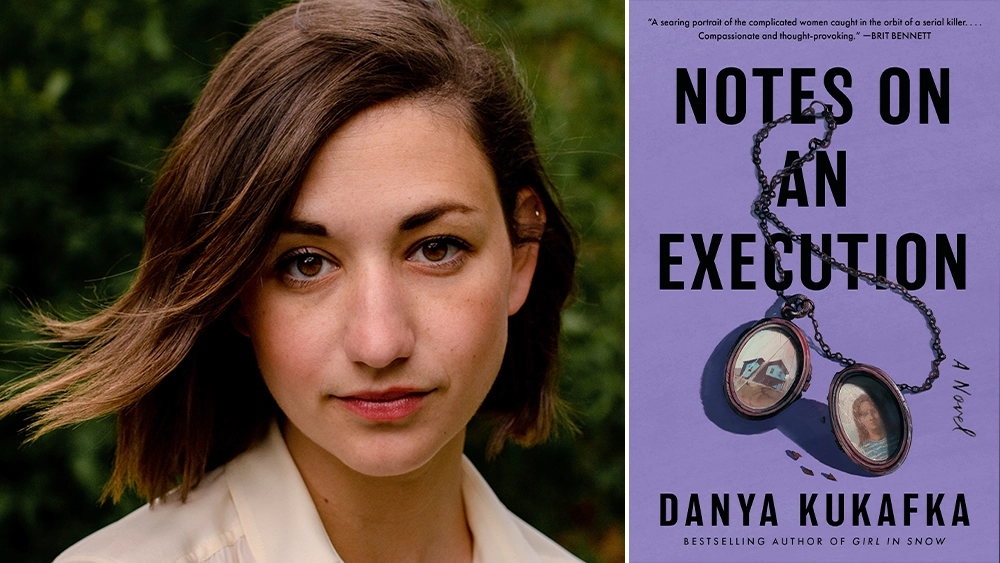 “A searing portrait of the complicated women caught in the orbit of a serial killer. . . .
Compassionate and thought-provoking.” —BRIT BENNETT
NOTES ON
AN
EXECUTION
A Novel
DANYA KUKAFKA
BESTSELLING AUTHOR OF GIRL IN SNOW